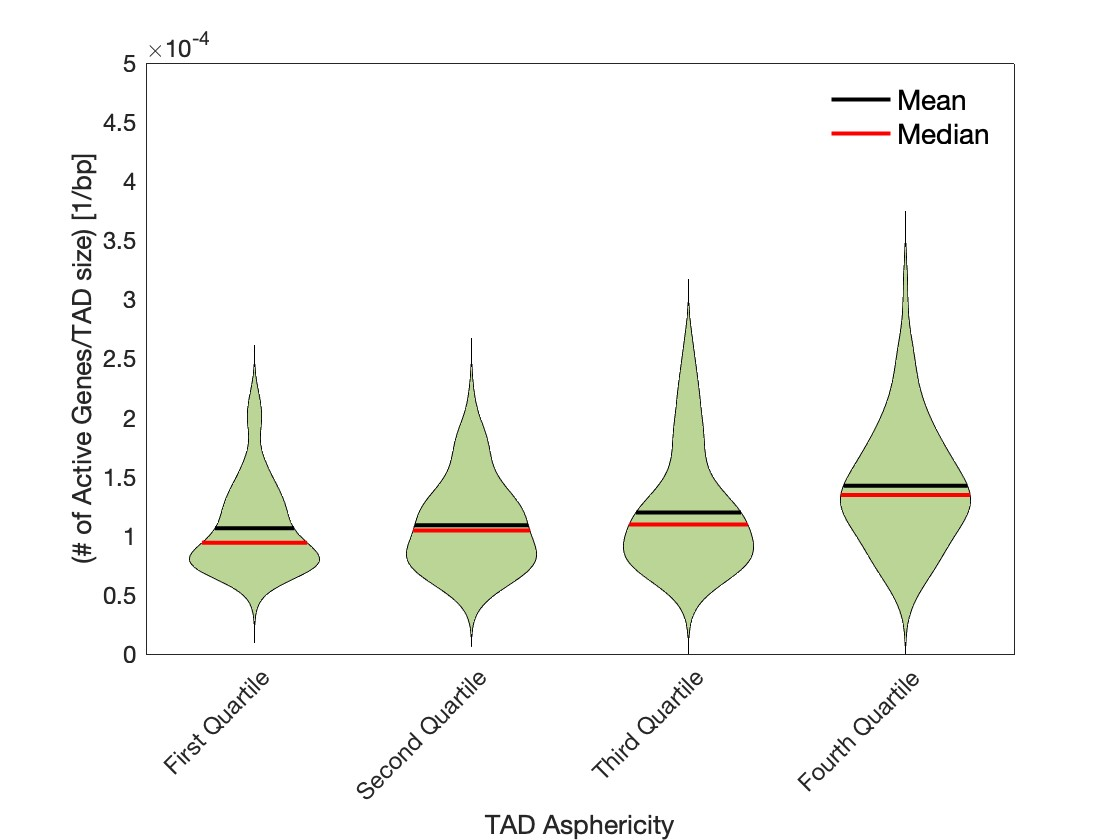 ×10⁻⁴
5
4.5
4
3.5
3
2.5
2
1.5
1
0.5
0
(# of Active Genes/TAD size) [1/bp]
Mean
Median
First Quartile
Second Quartile
Third Quartile
Fourth Quartile
TAD Asphericity